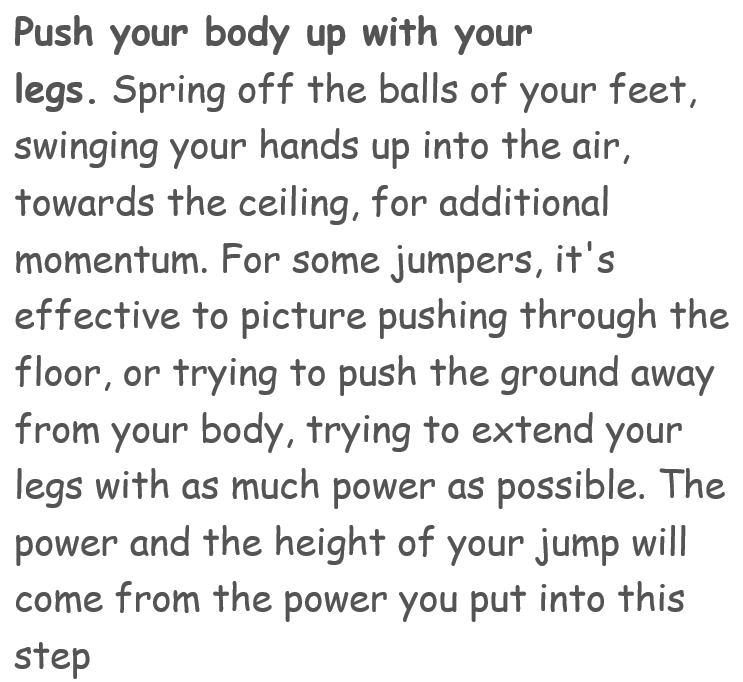 Push your body up with your
legs. Spring off the balls of your feet,
swinging your hands up into the air,
towards the ceiling, for additional
momentum. For some jumpers, it's
effective to picture pushing through the
floor, or trying to push the ground away
from your body, trying to extend your
legs with as much power as possible. The
power and the height of your jump will
come from the power you put into this
step